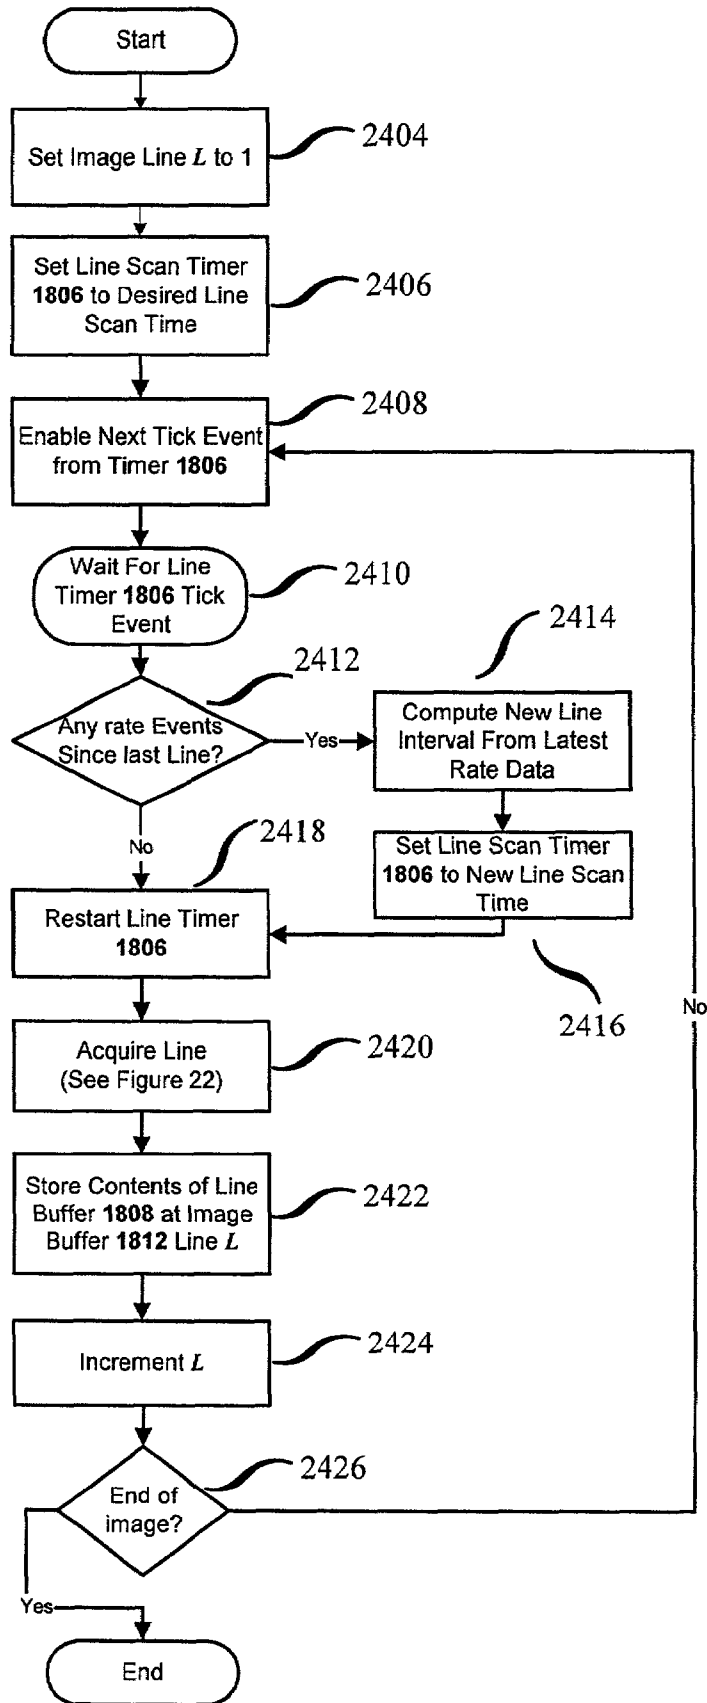 Start
Set Image Line L to 1
2404
Set Line Scan Timer
1806 to Desired Line
Scan Time
2406
2408
Enable Next Tick Event
from Timer 1806
Wait For Line
Timer 1806 Tick
Event
2410
2412
Any rate Events
Since last Line?
Yes
2414
Compute New Line
Interval From Latest
Rate Data
No
2418
Set Line Scan Timer
1806 to New Line Scan
Time
2416
Restart Line Timer
1806
No
Acquire Line
(See Figure 22)
2420
Store Contents of Line
Buffer 1808 at Image
Buffer 1812 Line L
2422
Increment L
2424
2426
End of
image?
Yes
End